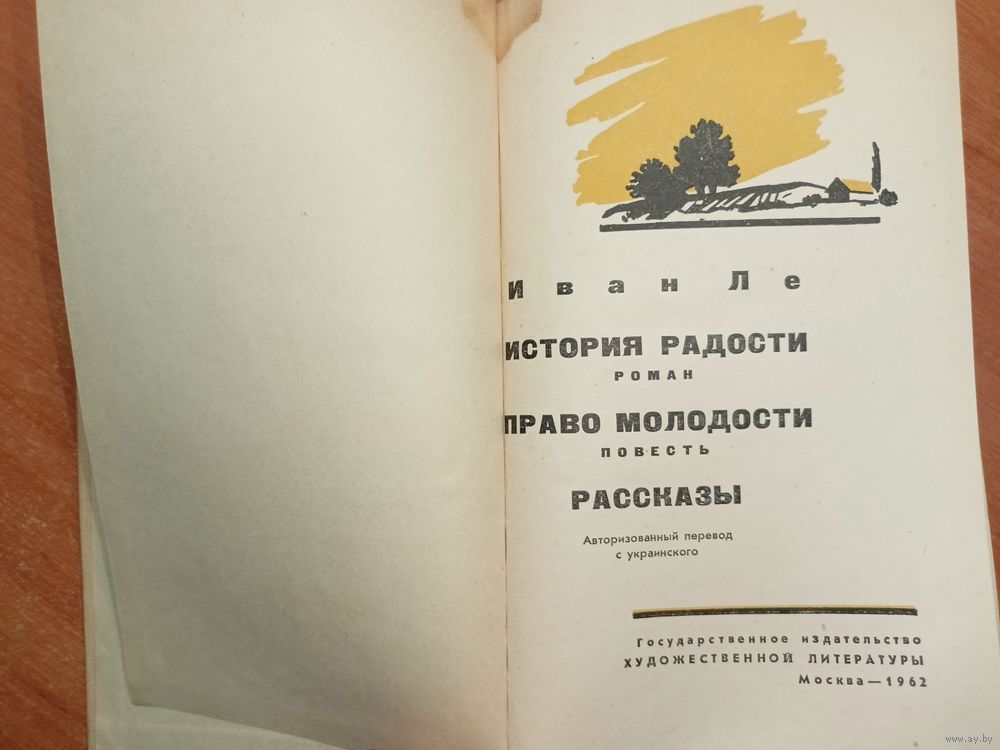 Иван Ле
ИСТОРИЯ РАДОСТИ
РОМАН
ПРАВО МОЛОДОСТИ
ПОВЕСТЬ
РАССКАЗЫ
Авторизованный перевод
с украинского
Государственное издательство
ХУДОЖЕСТВЕННОЙ ЛИТЕРАТУРЫ
Москва — 1962
www.ay.by